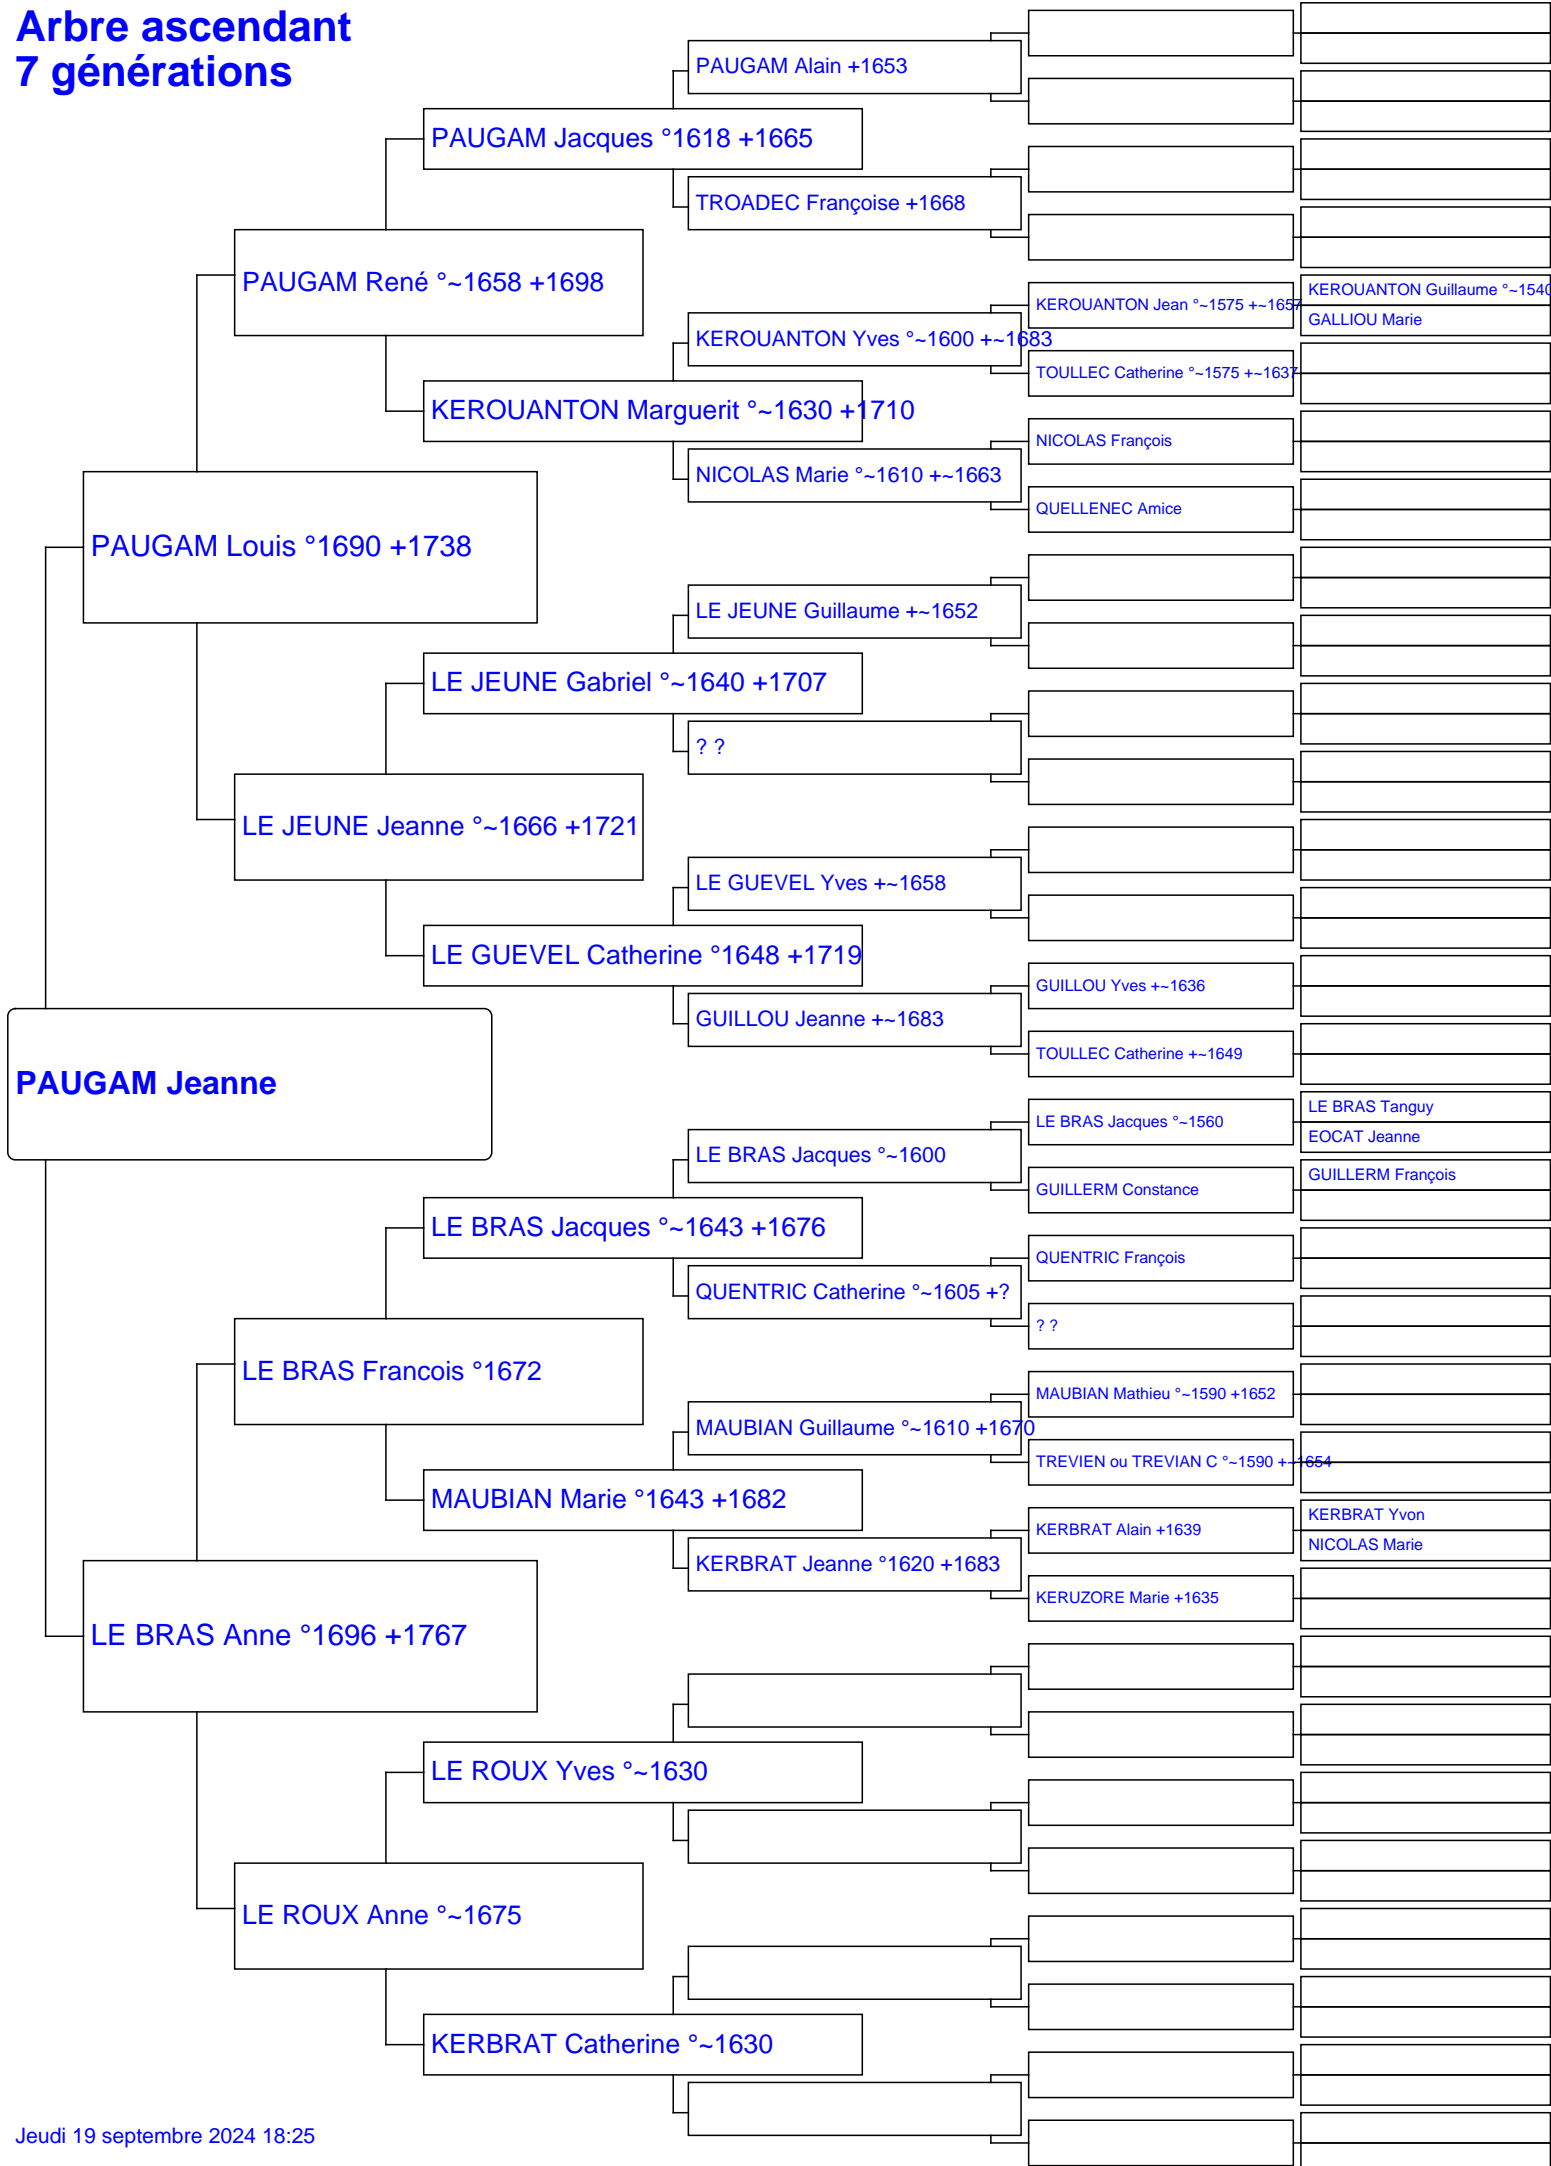 Arbre ascendant
7 générations
PAUGAM Alain +1653
PAUGAM Jacques °1618 +1665
TROADEC Françoise +1668
PAUGAM René °~1658 +1698
KEROUANTON Guillaume °~1540
KEROUANTON Jean °~1575 +~1657
GALLIOU Marie
KEROUANTON Yves °~1600 +~1683
TOULLEC Catherine °~1575 +~1637
KEROUANTON Marguerit °~1630 +1710
NICOLAS François
NICOLAS Marie °~1610 +~1663
QUELLENEC Amice
PAUGAM Louis °1690 +1738
LE JEUNE Guillaume +~1652
LE JEUNE Gabriel °~1640 +1707
? ?
LE JEUNE Jeanne °~1666 +1721
LE GUEVEL Yves +~1658
LE GUEVEL Catherine °1648 +1719
GUILLOU Yves +~1636
GUILLOU Jeanne +~1683
TOULLEC Catherine +~1649
PAUGAM Jeanne
LE BRAS Tanguy
LE BRAS Jacques °~1560
EOCAT Jeanne
LE BRAS Jacques °~1600
GUILLERM François
GUILLERM Constance
LE BRAS Jacques °~1643 +1676
QUENTRIC François
QUENTRIC Catherine °~1605 +?
? ?
LE BRAS Francois °1672
MAUBIAN Mathieu °~1590 +1652
MAUBIAN Guillaume °~1610 +1670
TREVIEN ou TREVIAN C °~1590 +~1654
MAUBIAN Marie °1643 +1682
KERBRAT Yvon
KERBRAT Alain +1639
NICOLAS Marie
KERBRAT Jeanne °1620 +1683
KERUZORE Marie +1635
LE BRAS Anne °1696 +1767
LE ROUX Yves °~1630
LE ROUX Anne °~1675
KERBRAT Catherine °~1630
Jeudi 19 septembre 2024 18:25